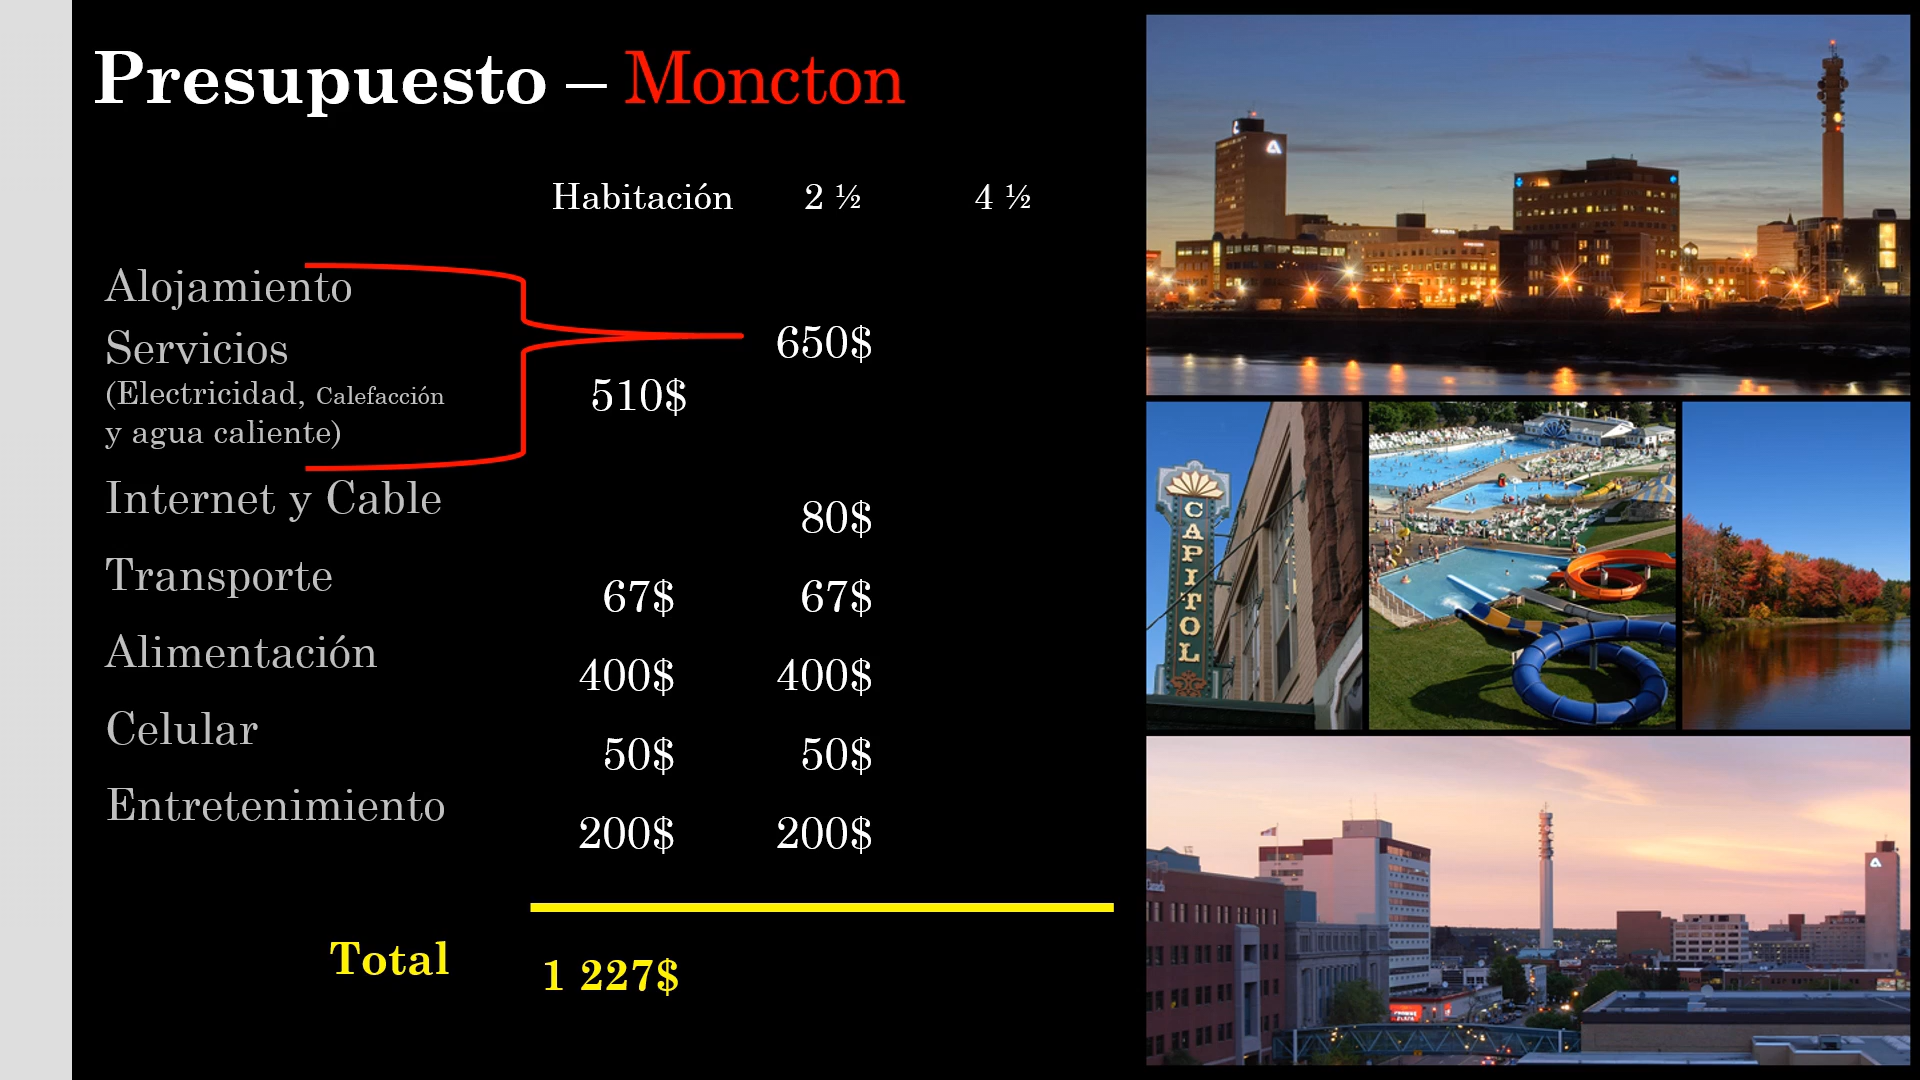 Presupuesto – Moncton
Habitación 2 ½ 4 ½
Alojamiento
Servicios
650$
(Electricidad, Calefacción
510$
y agua caliente)
Internet y Cable
80$
Transporte
67$ 67$
Alimentación
400$ 400$
Celular
50$ 50$
Entretenimiento
200$ 200$
Total
1 227$
CAPITOL